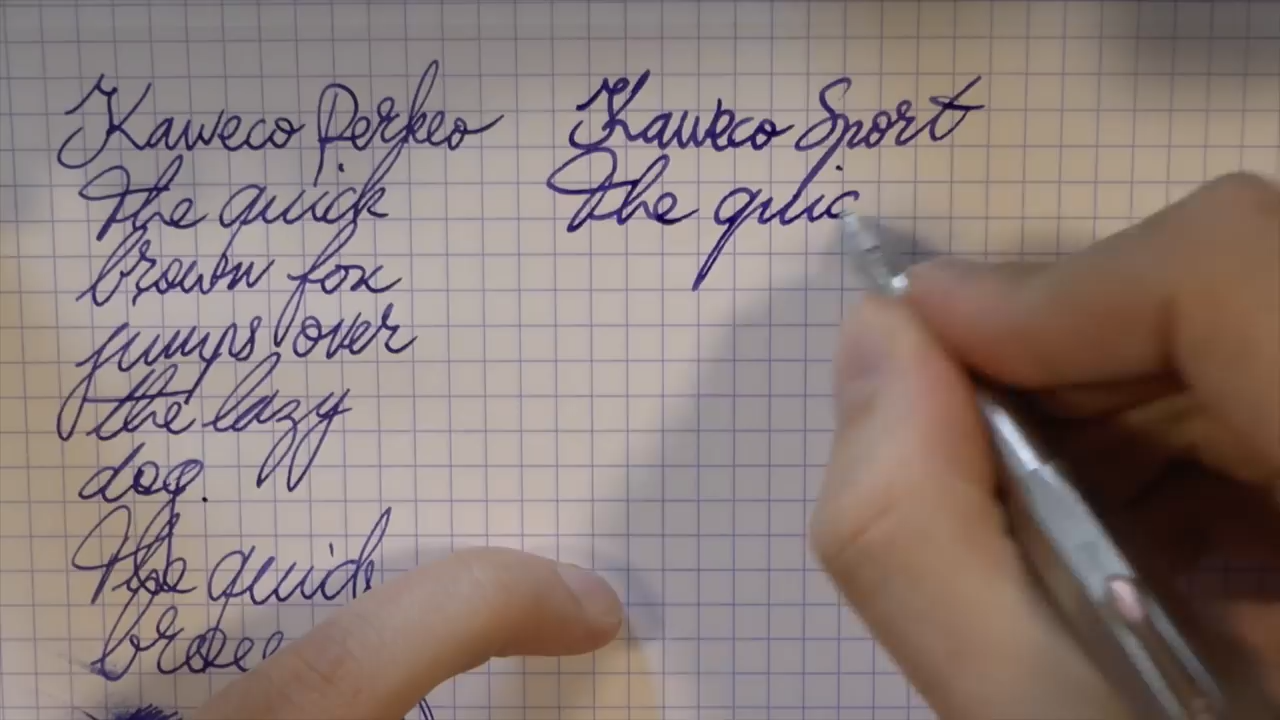 Kaweco Perkeo
The quick
brown fox
jumps over
the lazy
dog.
The quick
Kaweco Sport
The quic